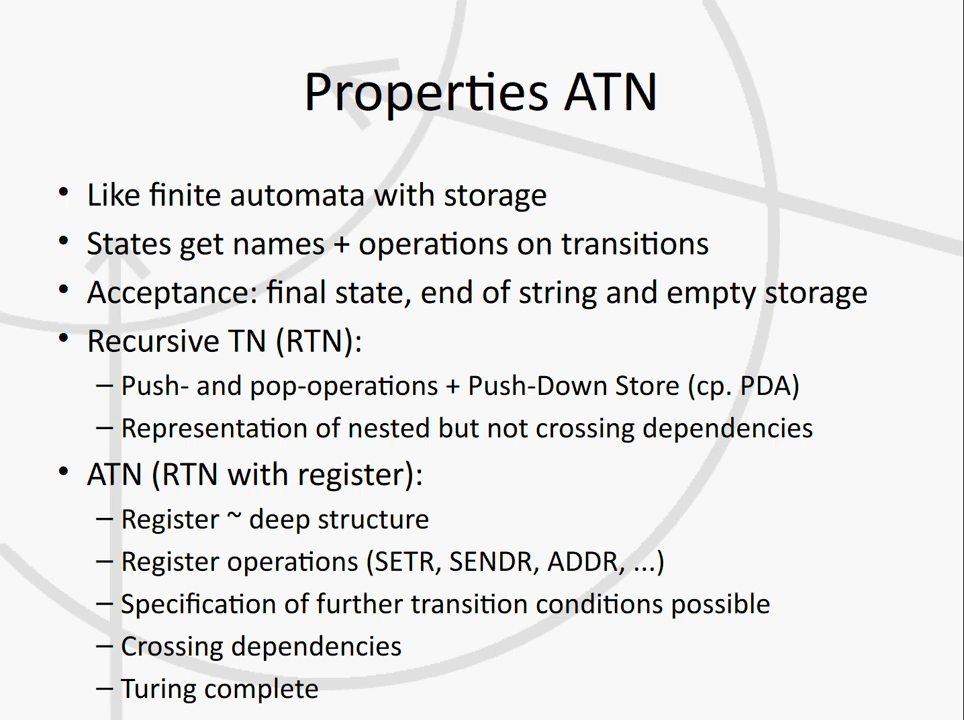 Properties ATN
• Like finite automata with storage
• States get names + operations on transitions
• Acceptance: final state, end of string and empty storage
• Recursive TN (RTN):
– Push- and pop-operations + Push-Down Store (cp. PDA)
– Representation of nested but not crossing dependencies
• ATN (RTN with register):
– Register ~ deep structure
– Register operations (SETR, SENDR, ADDR, ...)
– Specification of further transition conditions possible
– Crossing dependencies
– Turing complete